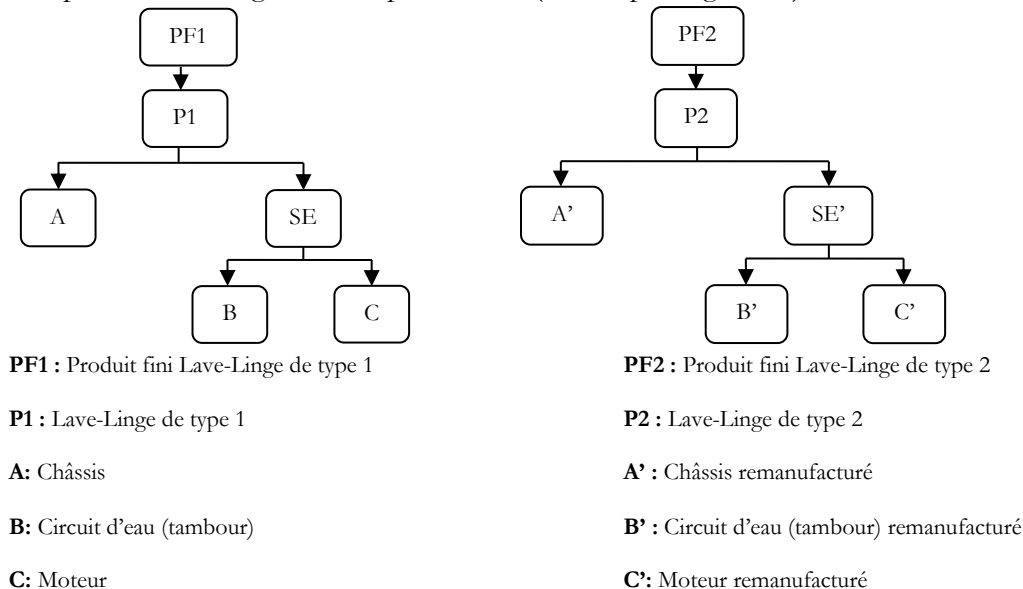 PF1 PF2
P1 P2
A SE A’ SE’
B C B’ C’
PF1 : Produit fini Lave-Linge de type 1
PF2 : Produit fini Lave-Linge de type 2
P1 : Lave-Linge de type 1
P2 : Lave-Linge de type 2
A: Châssis
A’ : Châssis remanufacturé
B: Circuit d’eau (tambour)
B’ : Circuit d’eau (tambour) remanufacturé
C: Moteur
C’: Moteur remanufacturé